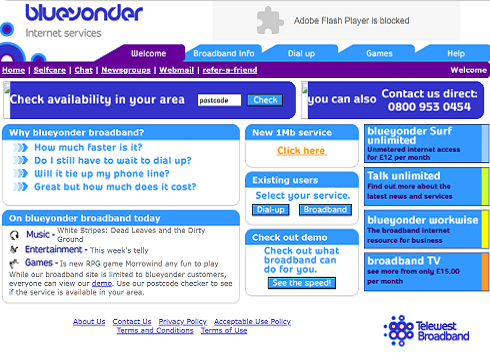 blueyonder
Internet services
Adobe Flash Player is blocked
Welcome
Broadband Info
Dial up
Games
Help
Home | Selfcare | Chat | Newsgroups | Webmail | refer-a-friend
Welcome
Check availability in your area
postcode
Check
you can also
Contact us direct:
0800 953 0454
Why blueyonder broadband?
How much faster is it?
Do I still have to wait to dial up?
Will it tie up my phone line?
Great but how much does it cost?
On blueyonder broadband today
Music - White Stripes: Dead Leaves and the Dirty
Ground
Entertainment - This week's telly
Games - Is new RPG game Morrowind any fun to play
While our broadband site is limited to blueyonder customers,
everyone can view our demo. Use our postcode checker to see
if the service is available in your area.
New 1Mb service
Click here
Existing users
Select your service.
Dial-up
Broadband
Check out demo
Check out what
broadband can
do for you.
See the speed!
blueyonder Surf
unlimited
Unmetered internet access
for £12 per month
Talk unlimited
Find out more about the
latest news and services
blueyonder workwise
The broadband internet
resource for business
broadband TV
see more from only £15.00
per month
About Us
Contact Us
Privacy Policy
Acceptable Use Policy
Terms and Conditions
Terms of Use
Telewest
Broadband